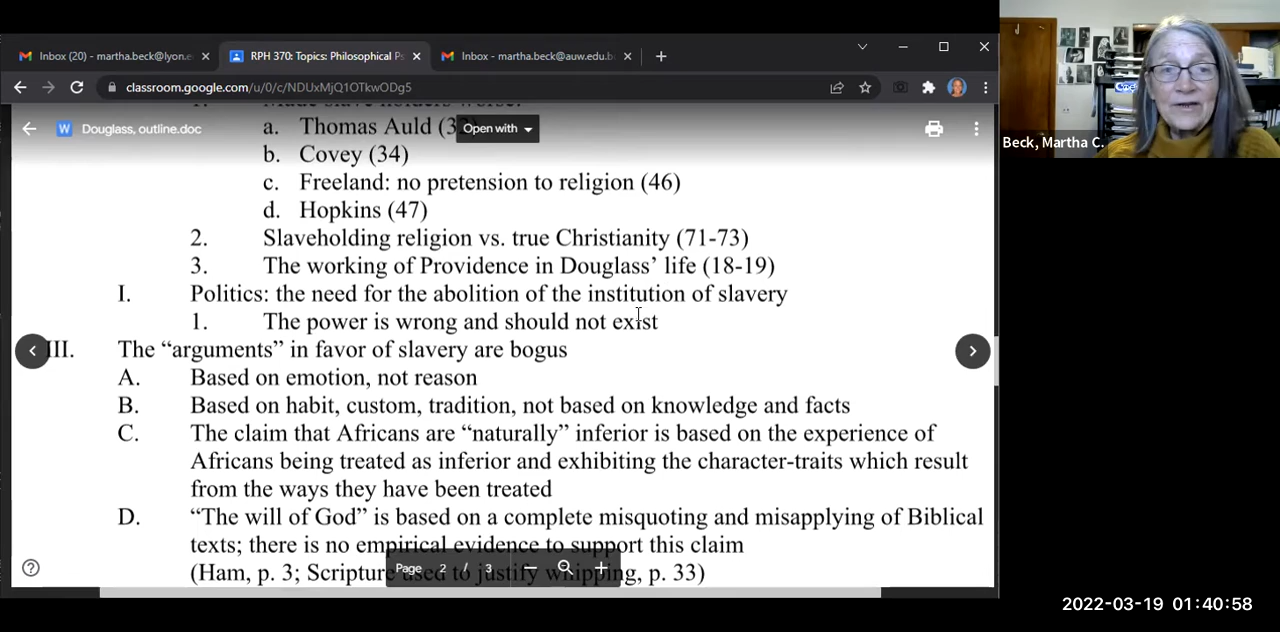 Inbox (20) - martha.beck@lyon.e
RPH 370: Topics: Philosophical P
Inbox - martha.beck@auw.edu.b
classroom.google.com/u/0/c/NDUxMjQ1OTkwODg5
Beck, Martha C.
Douglass, outline.doc
Open with
1. Made slave holders worse:
a. Thomas Auld (3
b. Covey (34)
c. Freeland: no pretension to religion (46)
d. Hopkins (47)
2. Slaveholding religion vs. true Christianity (71-73)
3. The working of Providence in Douglass’ life (18-19)
I. Politics: the need for the abolition of the institution of slavery
1. The power is wrong and should not exist
III. The “arguments” in favor of slavery are bogus
A. Based on emotion, not reason
B. Based on habit, custom, tradition, not based on knowledge and facts
C. The claim that Africans are “naturally” inferior is based on the experience of
Africans being treated as inferior and exhibiting the character-traits which result
from the ways they have been treated
D. “The will of God” is based on a complete misquoting and misapplying of Biblical
texts; there is no empirical evidence to support this claim
(Ham, p. 3; Scripture used to justify whipping, p. 33)
Page 2 / 3
2022-03-19 01:40:58